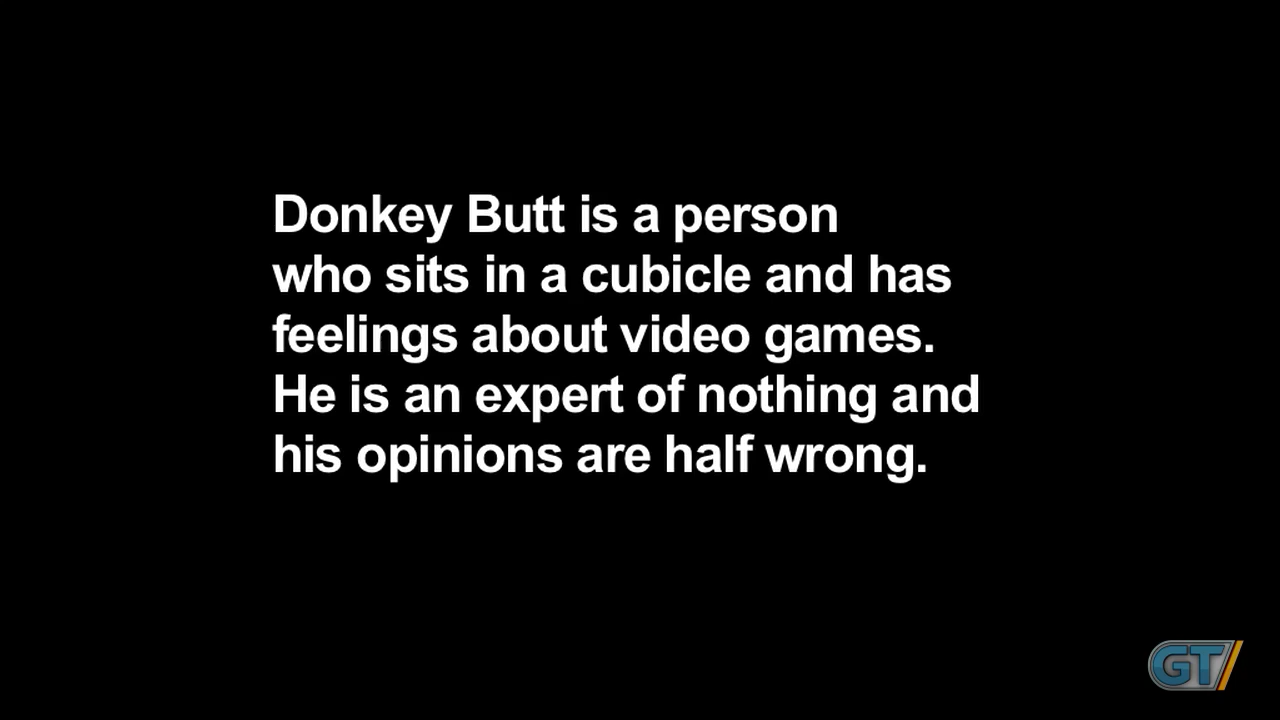 Donkey Butt is a person
who sits in a cubicle and has
feelings about video games.
He is an expert of nothing and
his opinions are half wrong.
GT